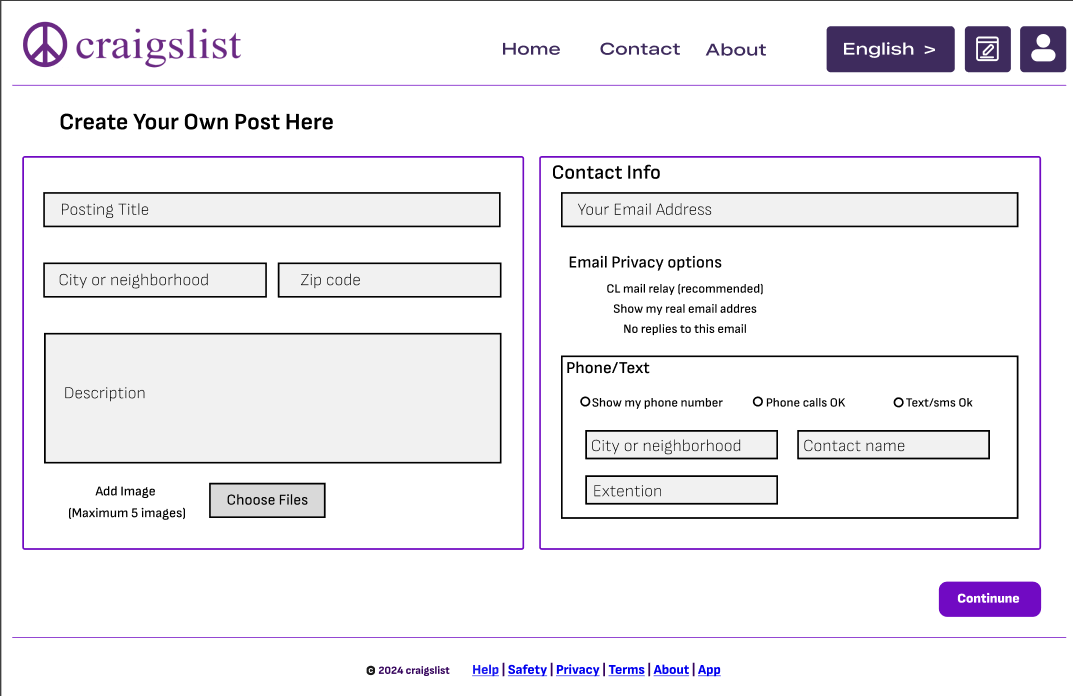 craigslist
Home Contact About English >
Create Your Own Post Here
Posting Title
City or neighborhood Zip code
Description
Add Image
(Maximum 5 images)
Choose Files
Contact Info
Your Email Address
Email Privacy options
CL mail relay (recommended)
Show my real email addres
No replies to this email
Phone/Text
Show my phone number Phone calls OK Text/sms Ok
City or neighborhood Contact name
Extention
Continune
© 2024 craigslist Help | Safety | Privacy | Terms | About | App